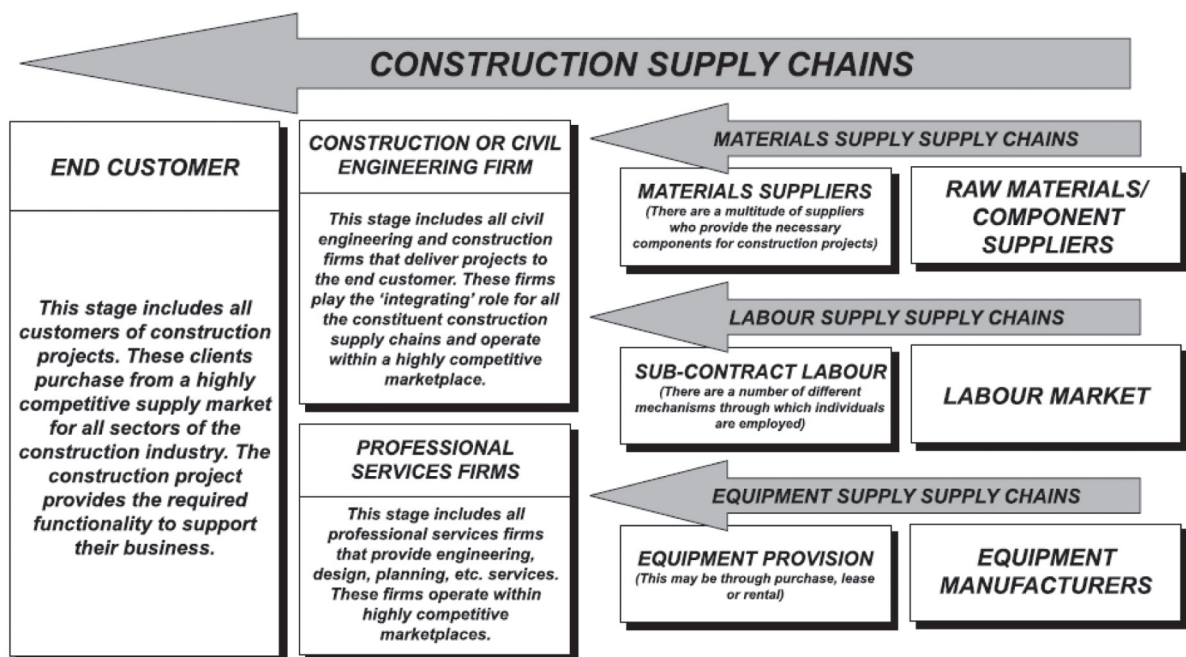 CONSTRUCTION SUPPLY CHAINS
END CUSTOMER
This stage includes all
customers of construction
projects. These clients
purchase from a highly
competitive supply market
for all sectors of the
construction industry. The
construction project
provides the required
functionality to support
their business.
CONSTRUCTION OR CIVIL
ENGINEERING FIRM
This stage includes all civil
engineering and construction
firms that deliver projects to
the end customer. These firms
play the ‘integrating’ role for all
the constituent construction
supply chains and operate
within a highly competitive
marketplace.
PROFESSIONAL
SERVICES FIRMS
This stage includes all
professional services firms
that provide engineering,
design, planning, etc. services.
These firms operate within
highly competitive
marketplaces.
MATERIALS SUPPLY SUPPLY CHAINS
MATERIALS SUPPLIERS
(There are a multitude of suppliers
who provide the necessary
components for construction projects)
RAW MATERIALS/
COMPONENT
SUPPLIERS
LABOUR SUPPLY SUPPLY CHAINS
SUB-CONTRACT LABOUR
(There are a number of different
mechanisms through which individuals
are employed)
LABOUR MARKET
EQUIPMENT SUPPLY SUPPLY CHAINS
EQUIPMENT PROVISION
(This may be through purchase, lease
or rental)
EQUIPMENT
MANUFACTURERS